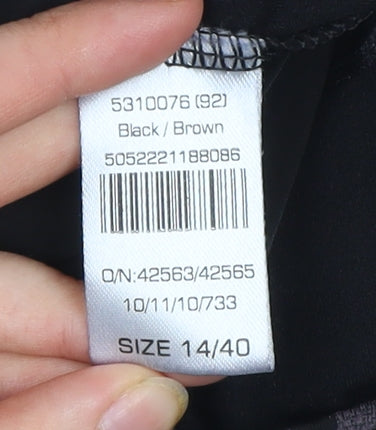 5310076 (92)
Black / Brown
5052221188086
O/N:42563/42565
10/11/10/733
SIZE 14/40